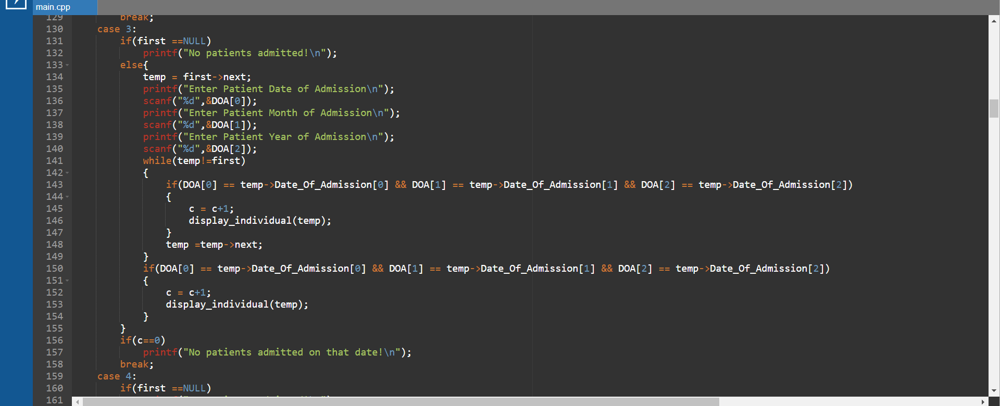 main.cpp
129 break;
130 case 3:
131 if(first ==NULL)
132 printf("No patients admitted!\n");
133 else{
134 temp = first->next;
135 printf("Enter Patient Date of Admission\n");
136 scanf("%d",&DOA[0]);
137 printf("Enter Patient Month of Admission\n");
138 scanf("%d",&DOA[1]);
139 printf("Enter Patient Year of Admission\n");
140 scanf("%d",&DOA[2]);
141 while(temp!=first)
142 {
143 if(DOA[0] == temp->Date_Of_Admission[0] && DOA[1] == temp->Date_Of_Admission[1] && DOA[2] == temp->Date_Of_Admission[2])
144 {
145 c = c+1;
146 display_individual(temp);
147 }
148 temp =temp->next;
149 }
150 if(DOA[0] == temp->Date_Of_Admission[0] && DOA[1] == temp->Date_Of_Admission[1] && DOA[2] == temp->Date_Of_Admission[2])
151 {
152 c = c+1;
153 display_individual(temp);
154 }
155 }
156 if(c==0)
157 printf("No patients admitted on that date!\n");
158 break;
159 case 4:
160 if(first ==NULL)
161